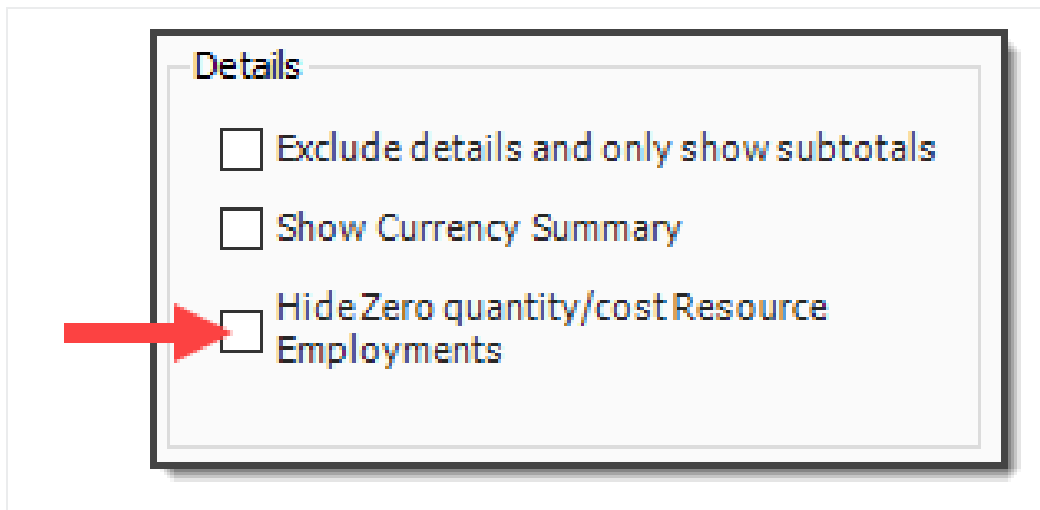 Details
Exclude details and only show subtotals
Show Currency Summary
Hide Zero quantity/cost Resource
Employments